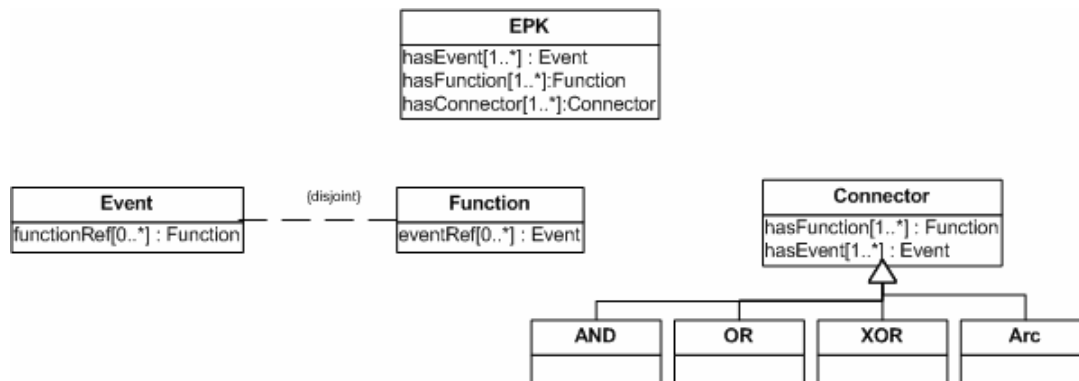 EPK
hasEvent[1..*] : Event
hasFunction[1..*]:Function
hasConnector[1..*]:Connector
Event
functionRef[0..*] : Function
{disjoint}
Function
eventRef[0..*] : Event
Connector
hasFunction[1..*] : Function
hasEvent[1..*] : Event
AND
OR
XOR
Arc